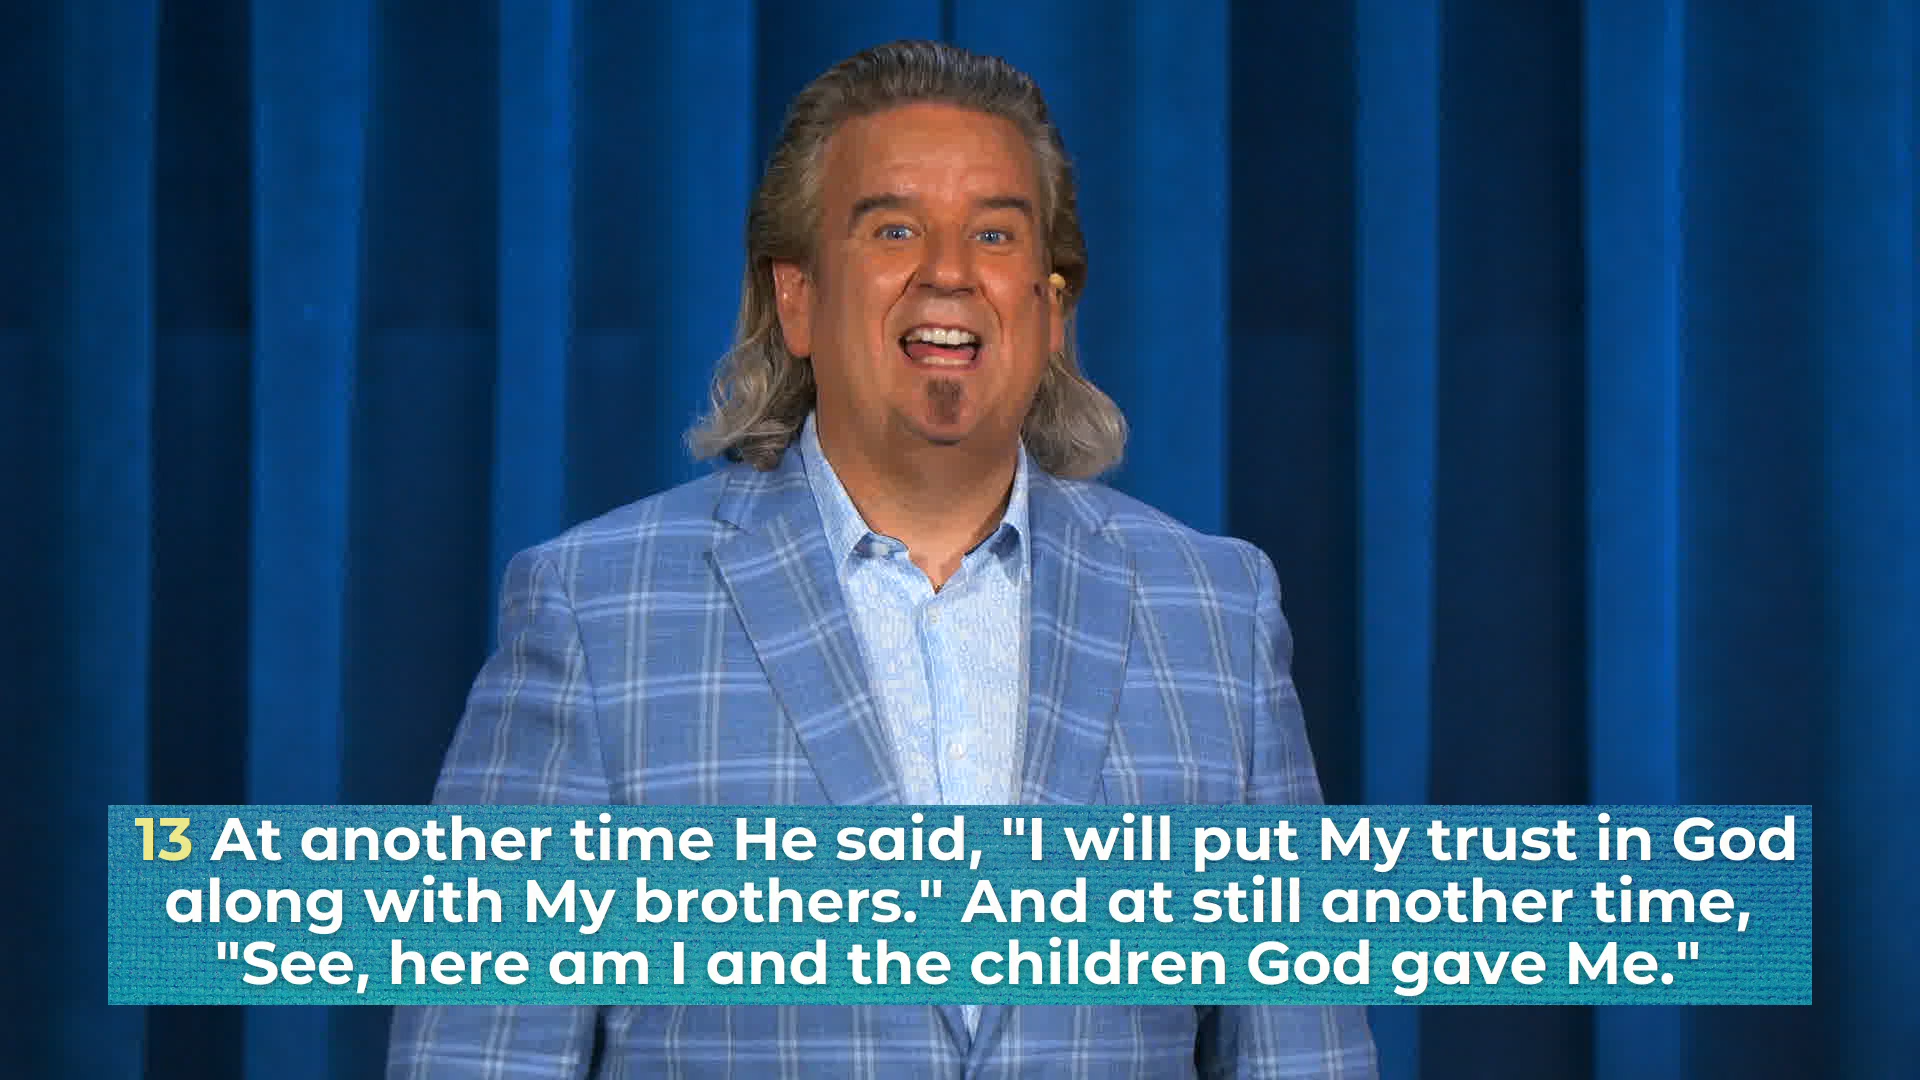 13 At another time He said, "I will put My trust in God
along with My brothers." And at still another time,
"See, here am I and the children God gave Me."